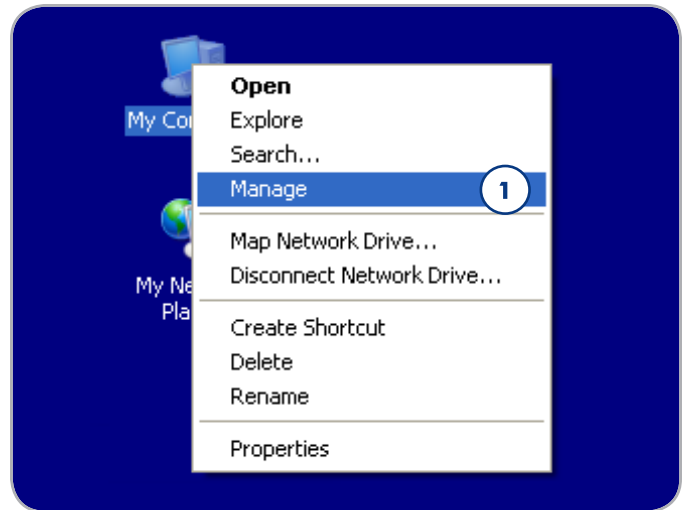 Open
My Co
Explore
Search...
Manage
1
Map Network Drive...
My Ne
Disconnect Network Drive...
Pla
Create Shortcut
Delete
Rename
Properties